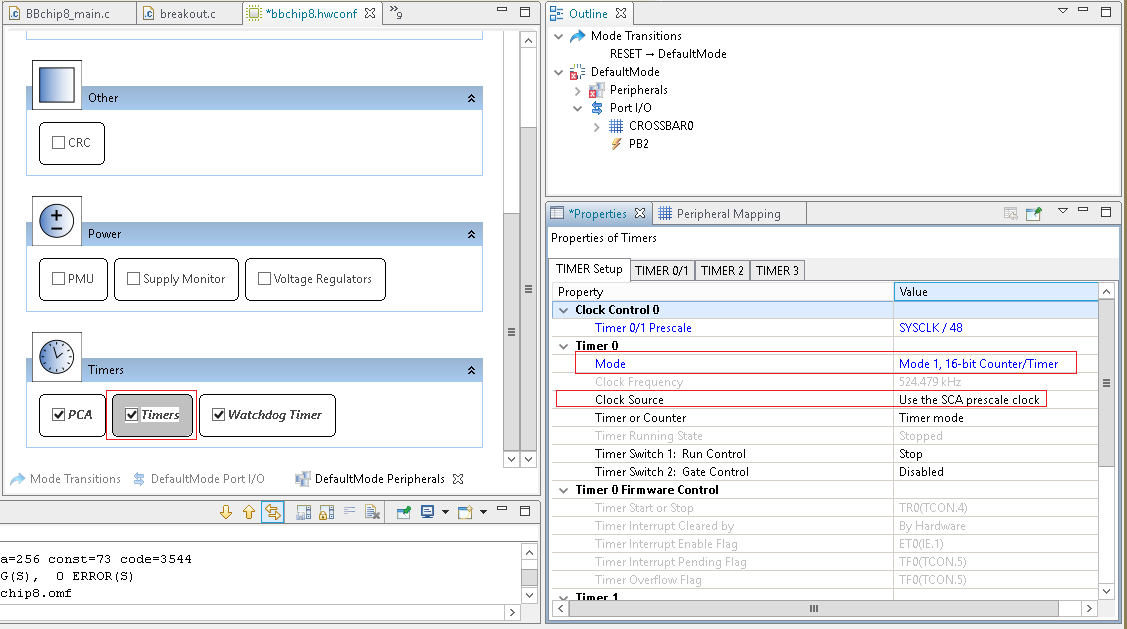 BBchip8_main.c
breakout.c
*bbchip8.hwconf
»9
Other
CRC
Power
PMU
Supply Monitor
Voltage Regulators
Timers
PCA
Timers
Watchdog Timer
Mode Transitions
DefaultMode Port I/O
DefaultMode Peripherals
a=256 const=73 code=3544
G(S),  0 ERROR(S)
chip8.omf
Outline
Mode Transitions
RESET → DefaultMode
DefaultMode
Peripherals
Port I/O
CROSSBAR0
PB2
*Properties
Peripheral Mapping
Properties of Timers
TIMER Setup
TIMER 0/1
TIMER 2
TIMER 3
Property Value
Clock Control 0
Timer 0/1 Prescale SYSCLK / 48
Timer 0
Mode Mode 1, 16-bit Counter/Timer
Clock Frequency 524.479 kHz
Clock Source Use the SCA prescale clock
Timer or Counter Timer mode
Timer Running State Stopped
Timer Switch 1: Run Control Stop
Timer Switch 2: Gate Control Disabled
Timer 0 Firmware Control
Timer Start or Stop TR0(TCON.4)
Timer Interrupt Cleared by By Hardware
Timer Interrupt Enable Flag ET0(IE.1)
Timer Interrupt Pending Flag TF0(TCON.5)
Timer Overflow Flag TF0(TCON.5)
Timer 1